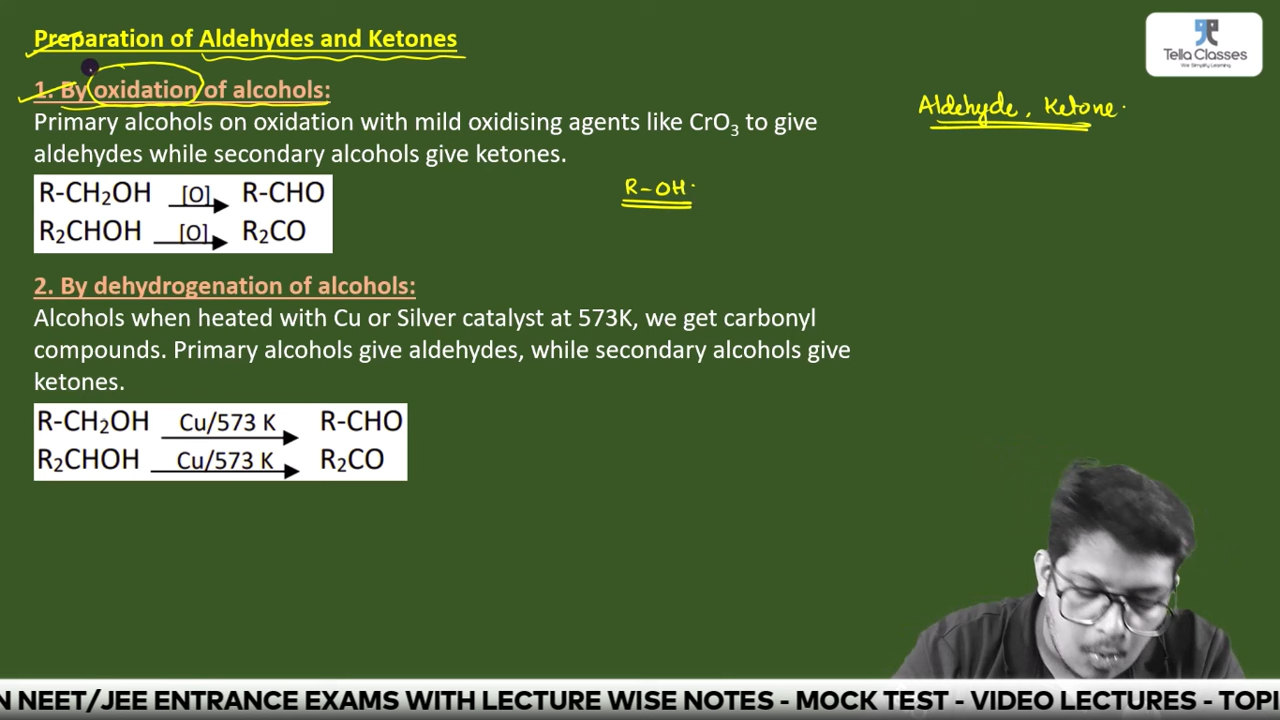 Preparation of Aldehydes and Ketones
Tella Classes
We Simplify Learning
1. By oxidation of alcohols:
Aldehyde, Ketone.
Primary alcohols on oxidation with mild oxidising agents like CrO₃ to give
aldehydes while secondary alcohols give ketones.
R-CH₂OH [O] R-CHO
R-OH.
R₂CHOH [O] R₂CO
2. By dehydrogenation of alcohols:
Alcohols when heated with Cu or Silver catalyst at 573K, we get carbonyl
compounds. Primary alcohols give aldehydes, while secondary alcohols give
ketones.
R-CH₂OH Cu/573 K R-CHO
R₂CHOH Cu/573 K R₂CO
N NEET/JEE ENTRANCE EXAMS WITH LECTURE WISE NOTES - MOCK TEST - VIDEO LECTURES - TOPI